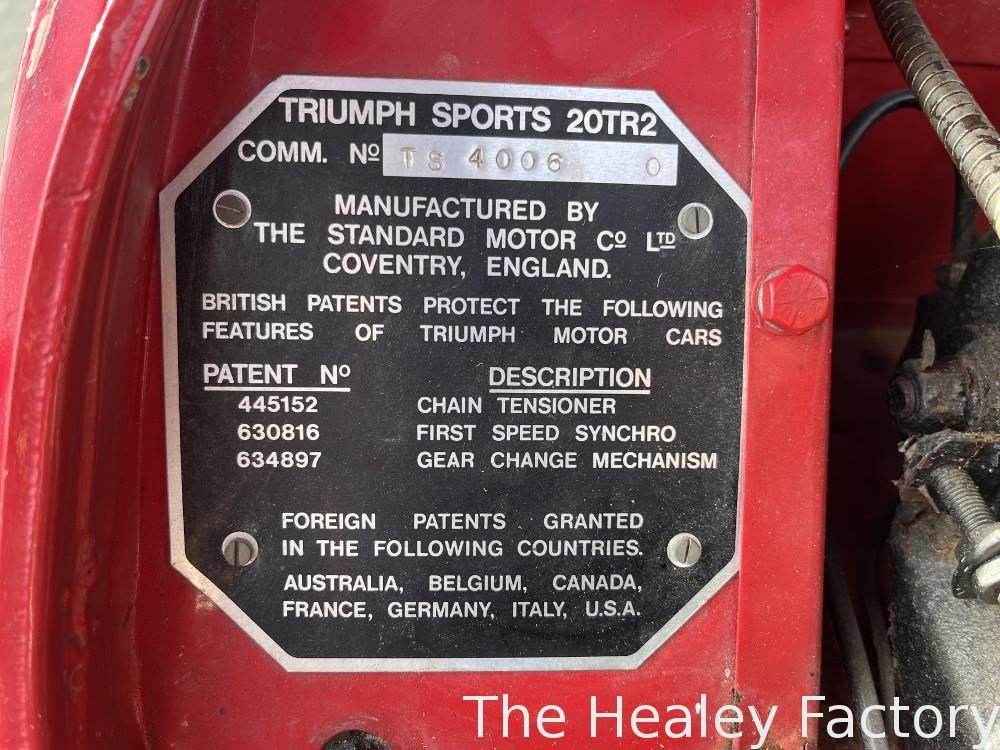 TRIUMPH SPORTS 20TR2
COMM. Nº TS 4006 O
MANUFACTURED BY
THE STANDARD MOTOR Cº LTD
COVENTRY, ENGLAND.
BRITISH PATENTS PROTECT THE FOLLOWING
FEATURES OF TRIUMPH MOTOR CARS
PATENT Nº DESCRIPTION
445152 CHAIN TENSIONER
630816 FIRST SPEED SYNCHRO
634897 GEAR CHANGE MECHANISM
FOREIGN PATENTS GRANTED
IN THE FOLLOWING COUNTRIES.
AUSTRALIA, BELGIUM, CANADA,
FRANCE, GERMANY, ITALY, U.S.A.
The Healey Factory